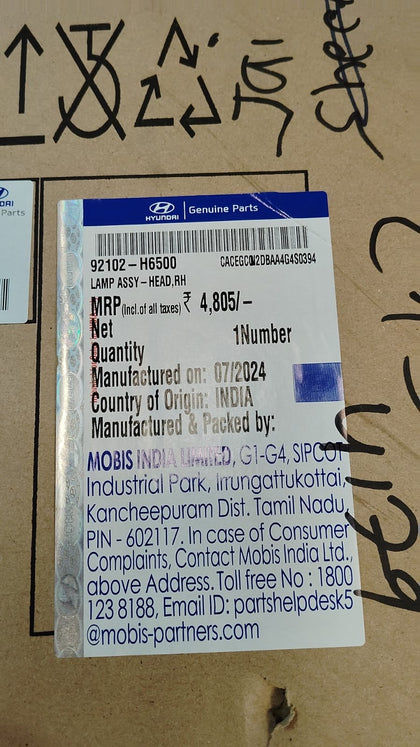 HYUNDAI | Genuine Parts
92102-H6500
LAMP ASSY-HEAD,RH
MRP(Incl.of all taxes) ₹ 4,805/-
Net
Quantity 1Number
Manufactured on: 07/2024
Country of Origin: INDIA
Manufactured & Packed by:
MOBIS INDIA LIMITED, G1-G4, SIPCOT
Industrial Park, Irrungattukottai,
Kancheepuram Dist. Tamil Nadu
PIN - 602117. In case of Consumer
Complaints, Contact Mobis India Ltd.,
above Address. Toll free No : 1800
123 8188, Email ID: partshelpdesk5
@mobis-partners.com
Parts